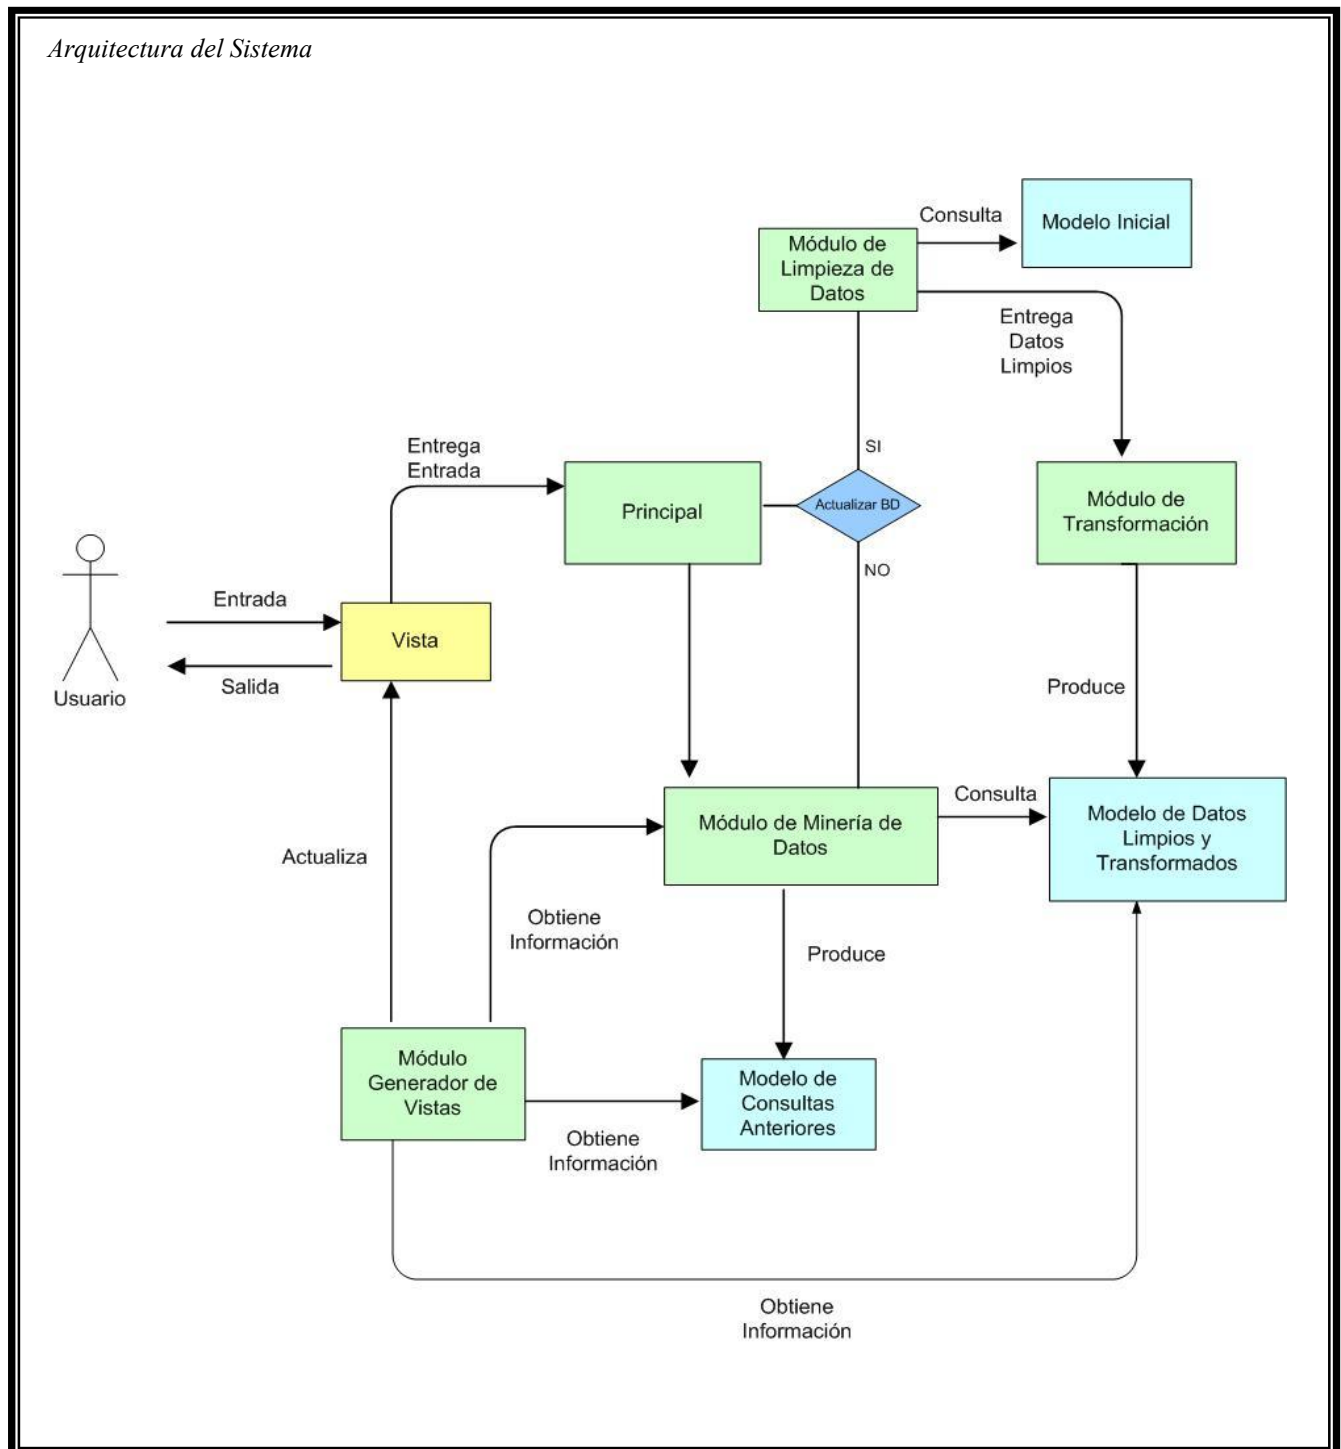 Arquitectura del Sistema
Consulta
Modelo Inicial
Módulo de
Limpieza de
Datos
Entrega
Datos
Limpios
Entrega
Entrada
SI
Principal
Actualizar BD
Módulo de
Transformación
NO
Entrada
Vista
Salida
Usuario
Produce
Consulta
Módulo de Minería de
Datos
Modelo de Datos
Limpios y
Transformados
Actualiza
Obtiene
Información
Produce
Módulo
Generador de
Vistas
Modelo de
Consultas
Anteriores
Obtiene
Información
Obtiene
Información